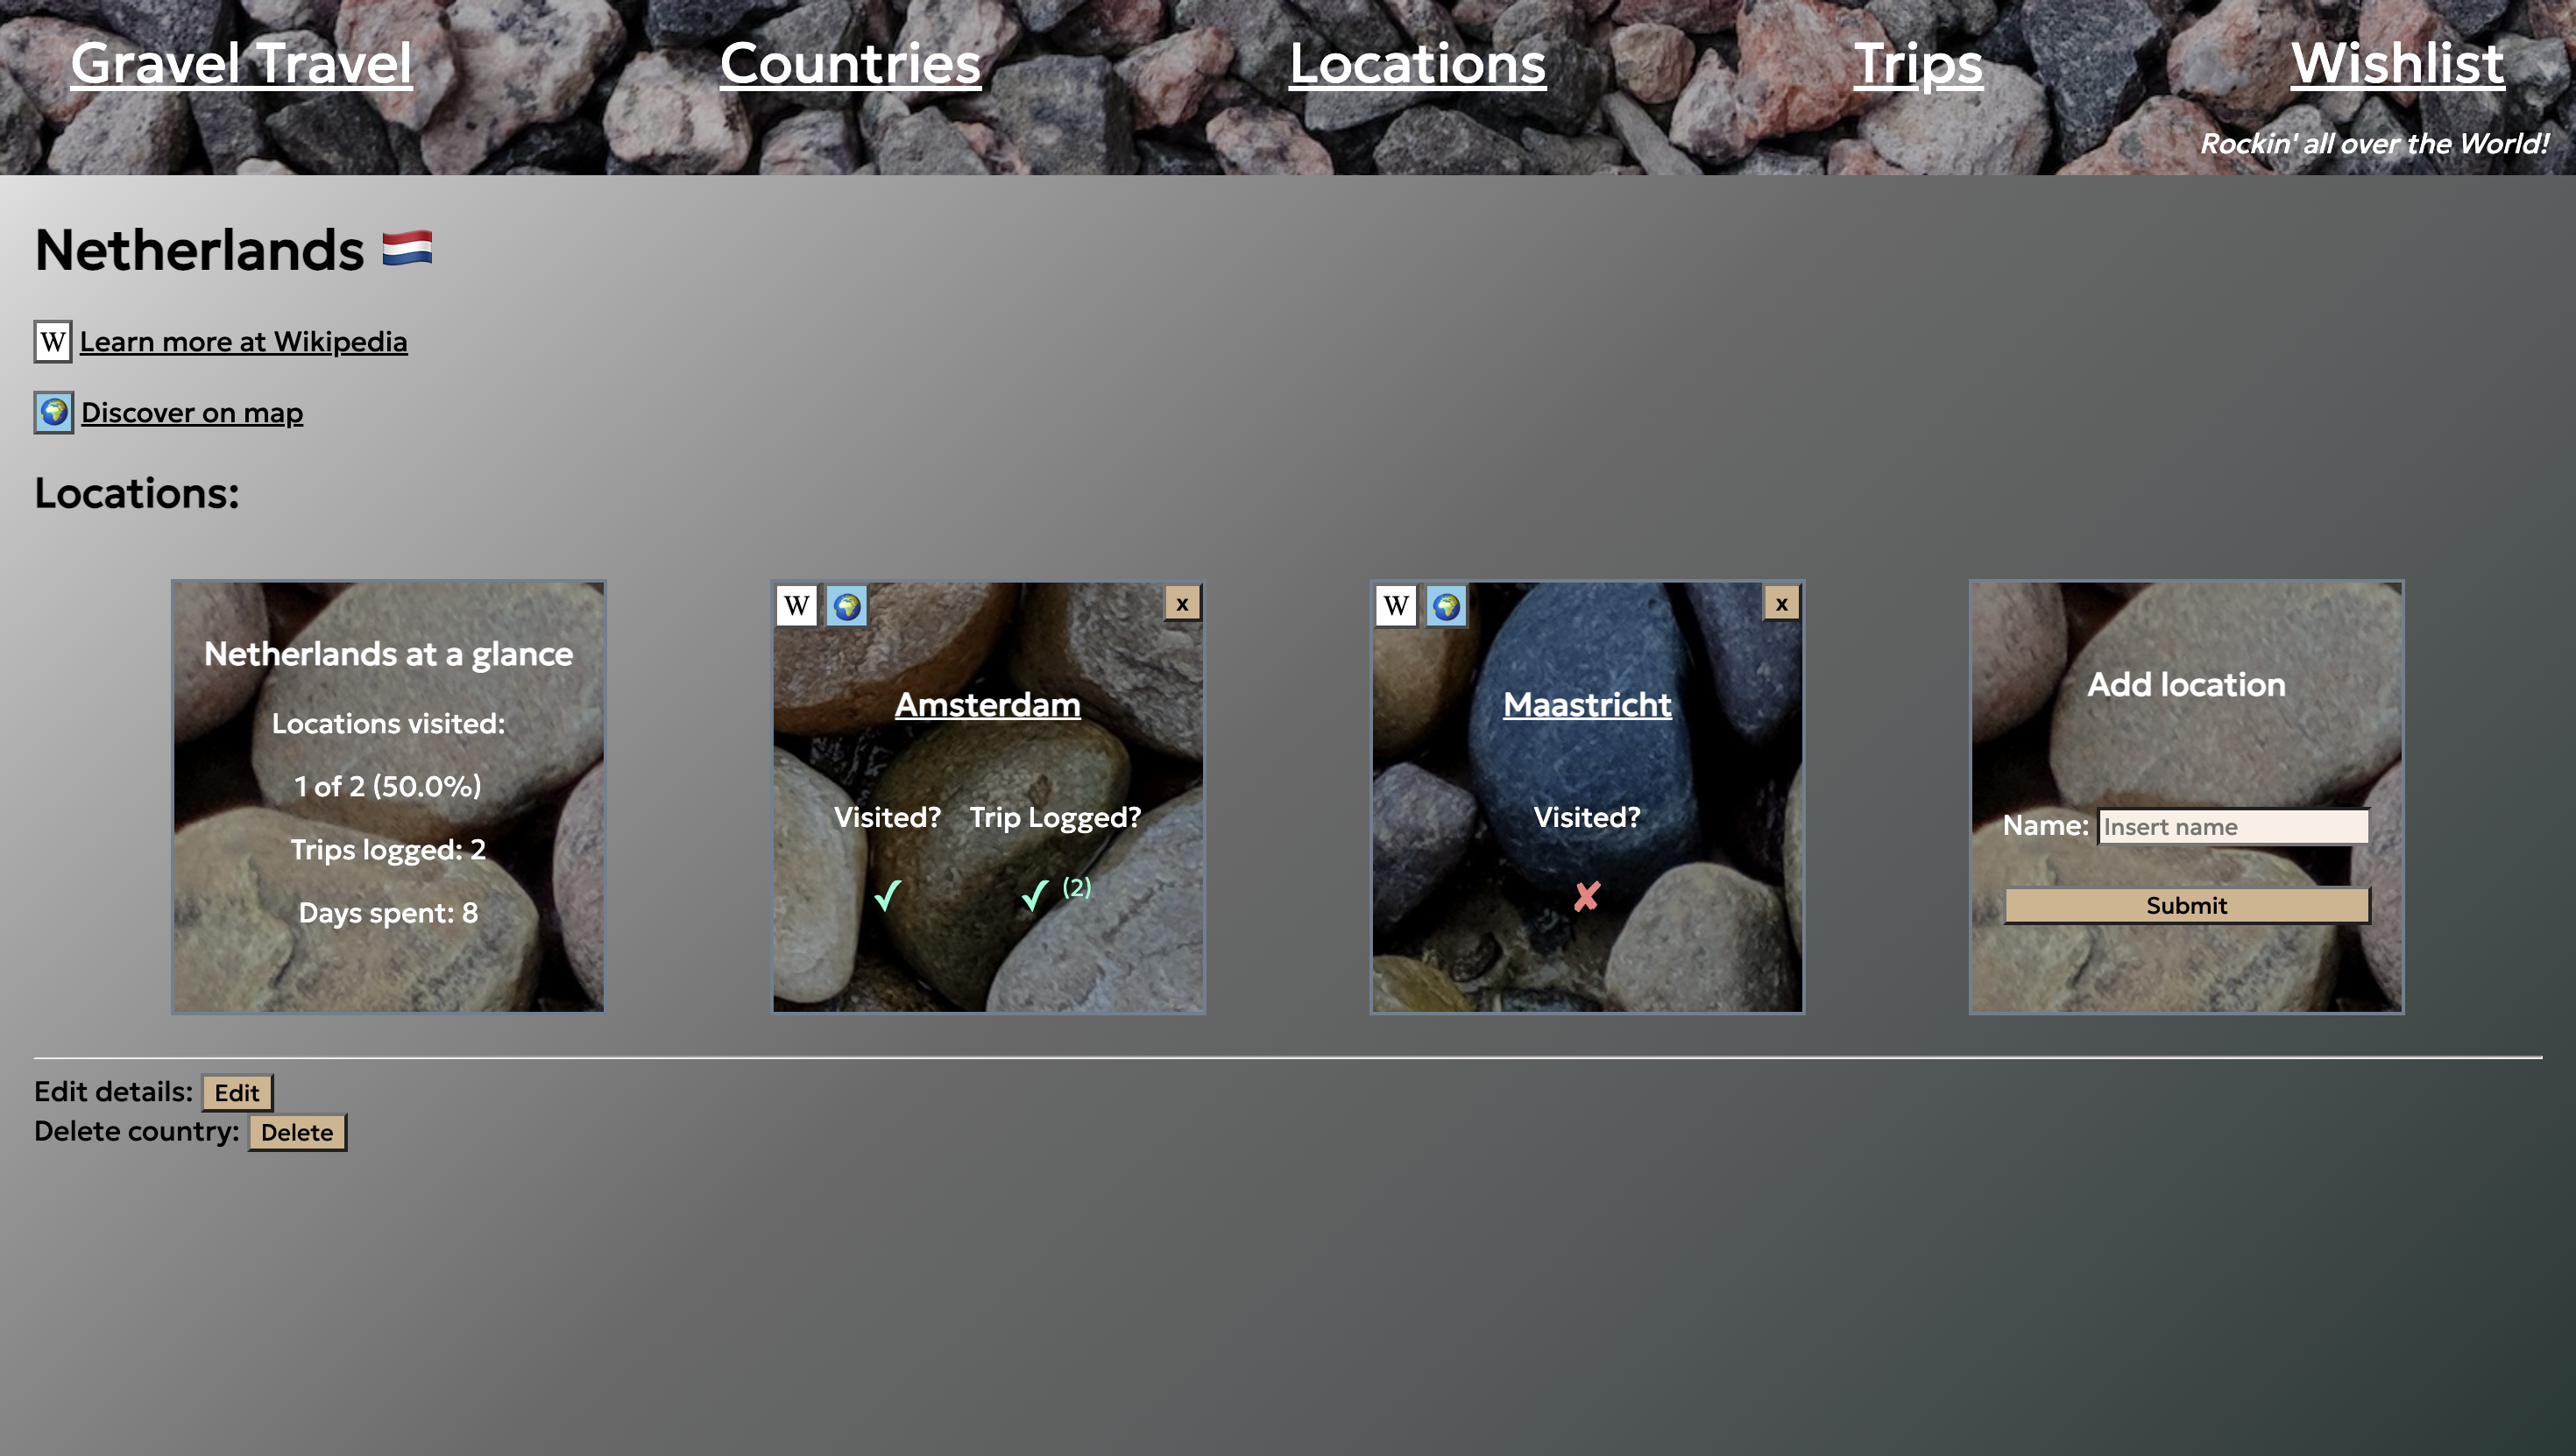 Gravel Travel Countries Locations Trips Wishlist
Rockin' all over the World!
Netherlands
W Learn more at Wikipedia
Discover on map
Locations:
Netherlands at a glance
Locations visited:
1 of 2 (50.0%)
Trips logged: 2
Days spent: 8
W x
Amsterdam
Visited? Trip Logged?
✓ ✓ (2)
W x
Maastricht
Visited?
✘
Add location
Name: Insert name
Submit
Edit details: Edit
Delete country: Delete